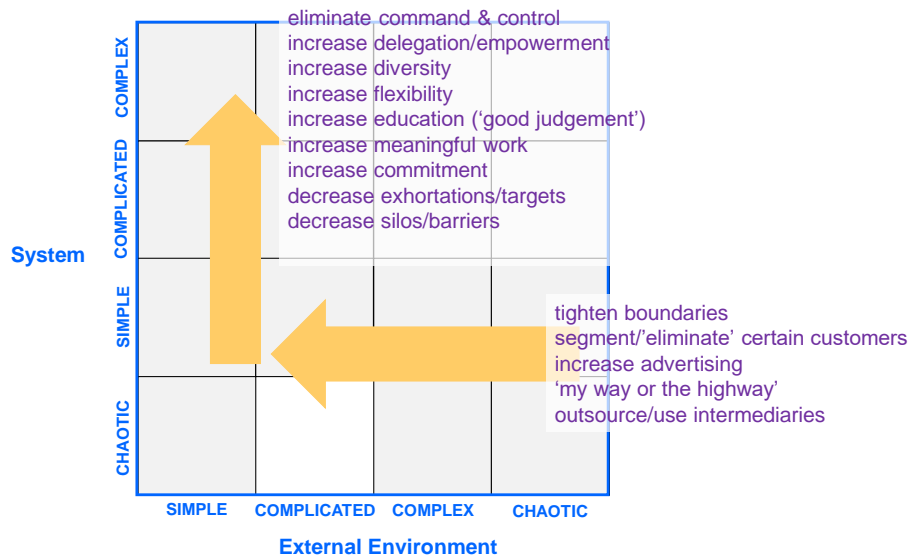 eliminate command & control
increase delegation/empowerment
increase diversity
increase flexibility
increase education (‘good judgement’)
increase meaningful work
increase commitment
decrease exhortations/targets
decrease silos/barriers
COMPLEX
COMPLICATED
System
SIMPLE
CHAOTIC
tighten boundaries
segment/’eliminate’ certain customers
increase advertising
‘my way or the highway’
outsource/use intermediaries
SIMPLE COMPLICATED COMPLEX CHAOTIC
External Environment